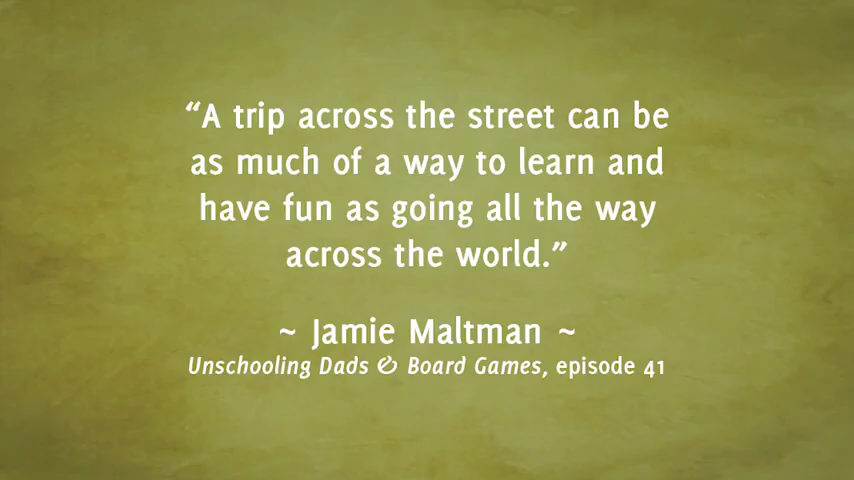 “A trip across the street can be
as much of a way to learn and
have fun as going all the way
across the world.”
~ Jamie Maltman ~
Unschooling Dads & Board Games, episode 41